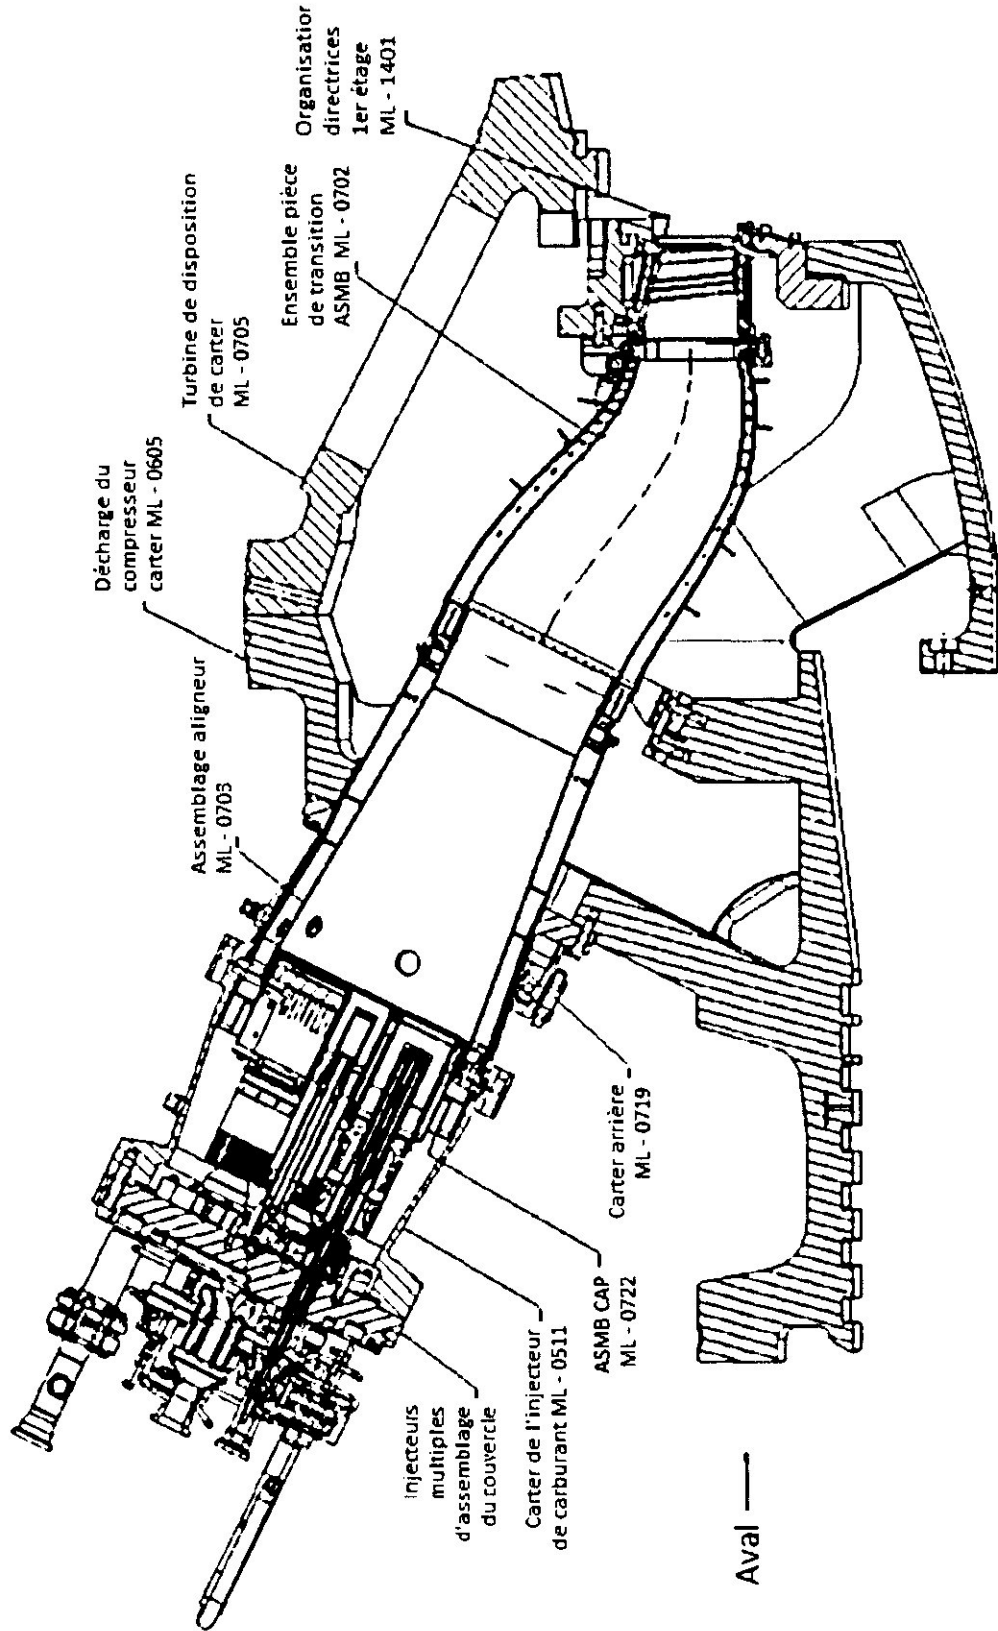 Organisation
directrices
1er étage
ML - 1401
Ensemble pièce
de transition
ASMB ML - 0702
Turbine de disposition
de carter
ML - 0705
Décharge du
compresseur
carter ML - 0605
Assemblage aligneur
ML - 0703
Carter arrière
ML - 0719
ASMB CAP
ML - 0722
Carter de l'injecteur
de carburant ML - 0511
Injecteurs
multiples
d'assemblage
du couvercle
Aval